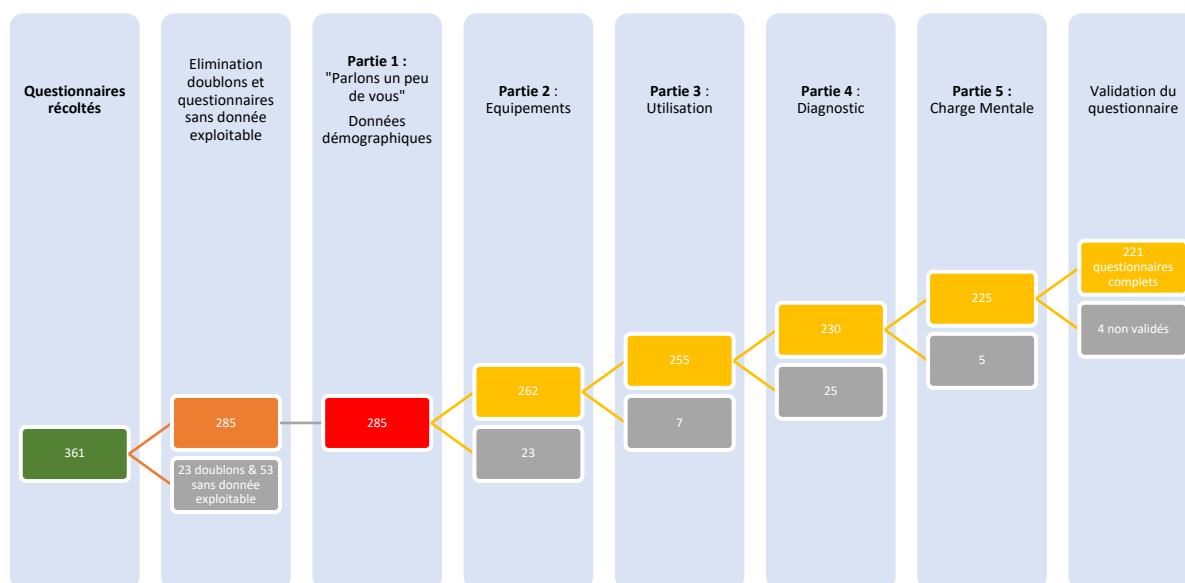 Questionnaires
récoltés
Elimination
doublons et
questionnaires
sans donnée
exploitable
Partie 1 :
"Parlons un peu
de vous"
Données
démographiques
Partie 2 :
Equipements
Partie 3 :
Utilisation
Partie 4 :
Diagnostic
Partie 5 :
Charge Mentale
Validation du
questionnaire
361
285
23 doublons & 53
sans donnée
exploitable
285
262
23
255
7
230
25
225
5
221
questionnaires
complets
4 non validés